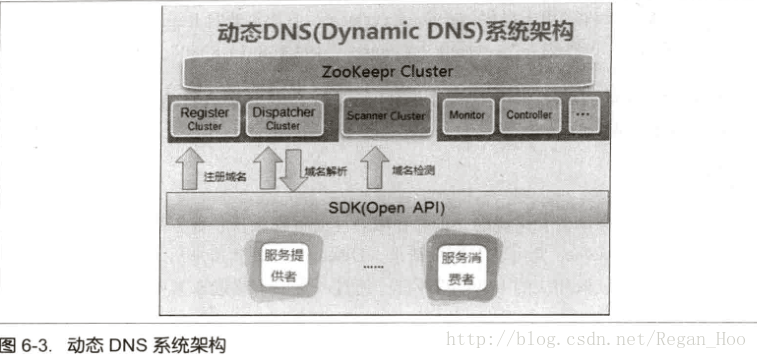 动态DNS(Dynamic DNS)系统架构
ZooKeepr Cluster
Register
Cluster
Dispatcher
Cluster
Scanner Cluster
Monitor
Controller
...
注册域名
域名解析
域名检测
SDK(Open API)
服务提
供者
......
服务消
费者
图 6-3. 动态 DNS 系统架构
http://blog.csdn.net/Regan_Hoo